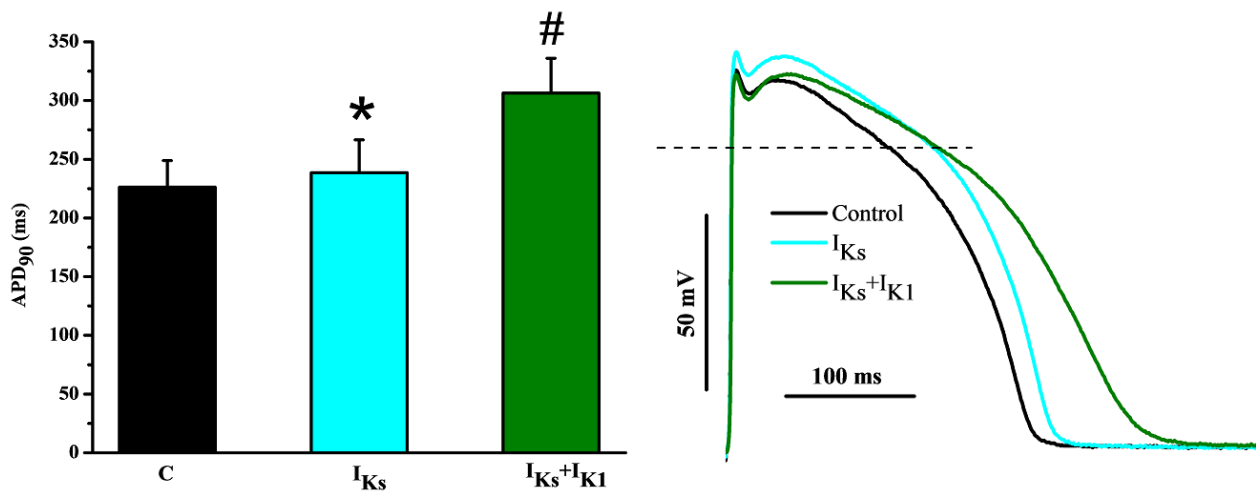 APD90 (ms)
350
300
250
200
150
100
50
0
*
#
C
IKs
IKs+IK1
Control
IKs
IKs+IK1
50 mV
100 ms